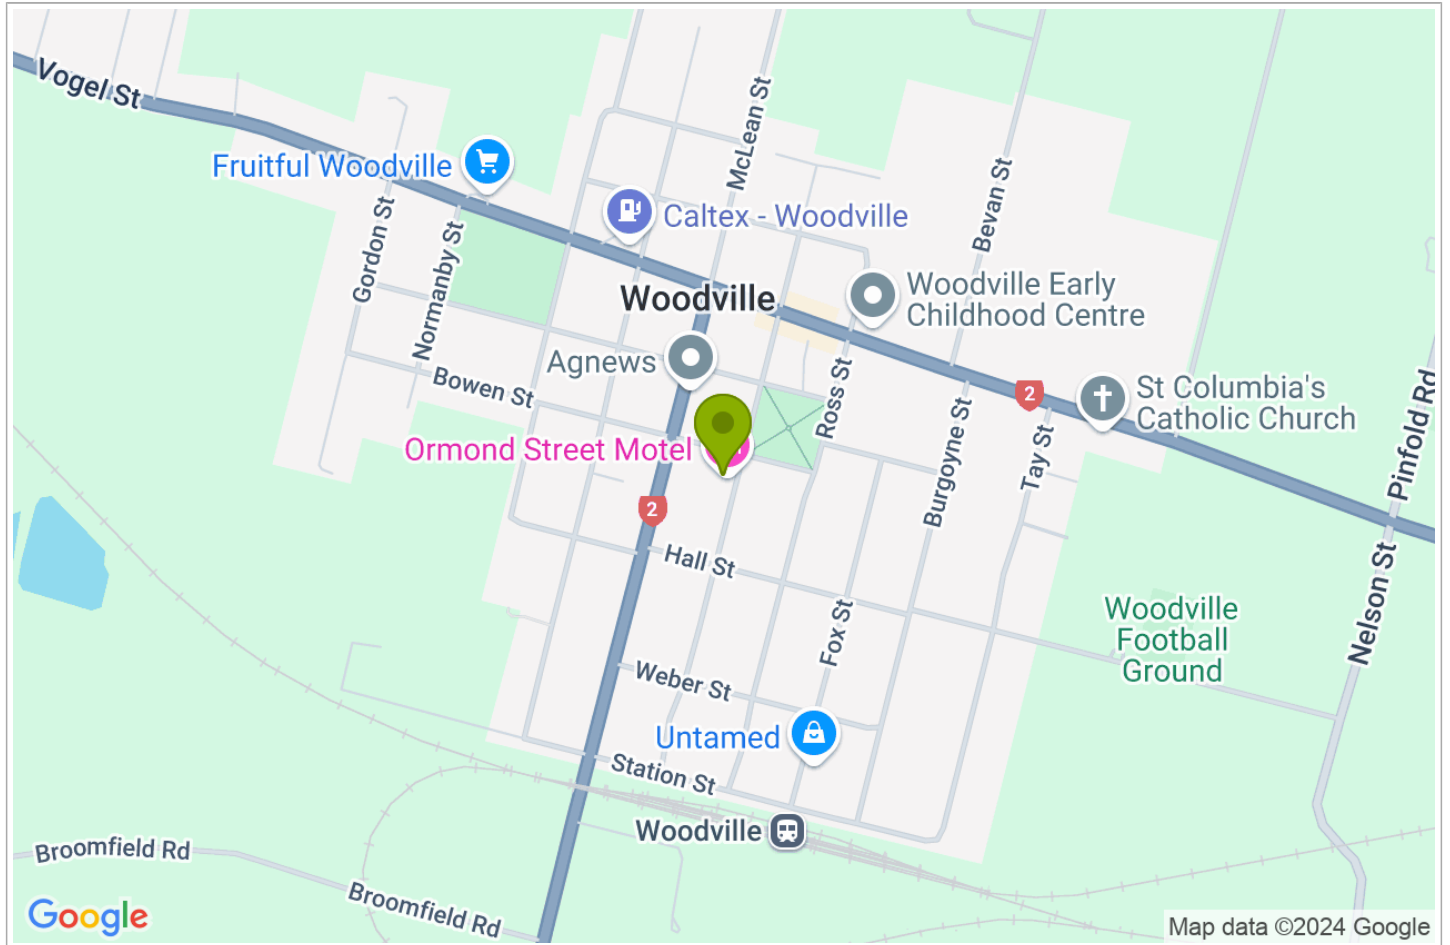 Vogel St
McLean St
Fruitful Woodville
Caltex - Woodville
Bevan St
Gordon St
Normanby St
Woodville
Woodville Early
Childhood Centre
Agnews
Bowen St
Ross St
2
St Columbia's
Catholic Church
Pinfold Rd
Ormond Street Motel
Burgoyne St
Tay St
2
Hall St
Nelson St
Fox St
Woodville
Football
Ground
Weber St
Untamed
Station St
Woodville
Broomfield Rd
Broomfield Rd
Google
Map data ©2024 Google